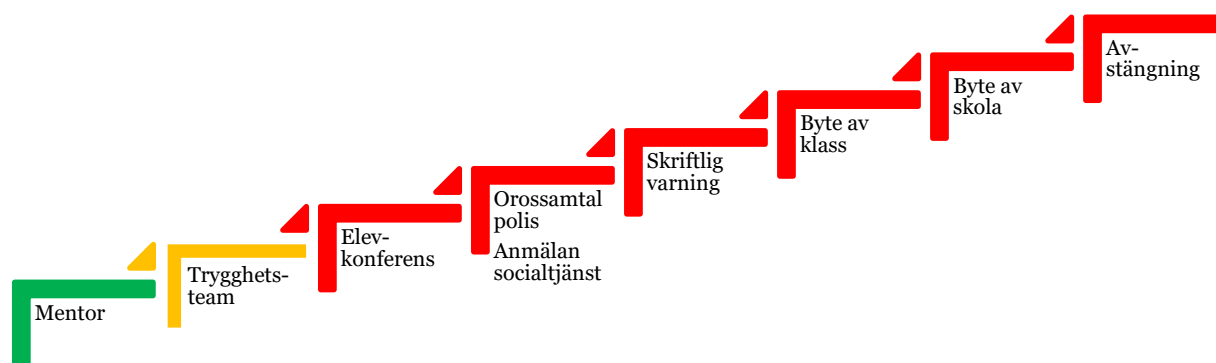 Mentor
Trygghets-
team
Elev-
konferens
Orossamtal
polis
Anmälan
socialtjänst
Skriftlig
varning
Byte av
klass
Byte av
skola
Av-
stängning